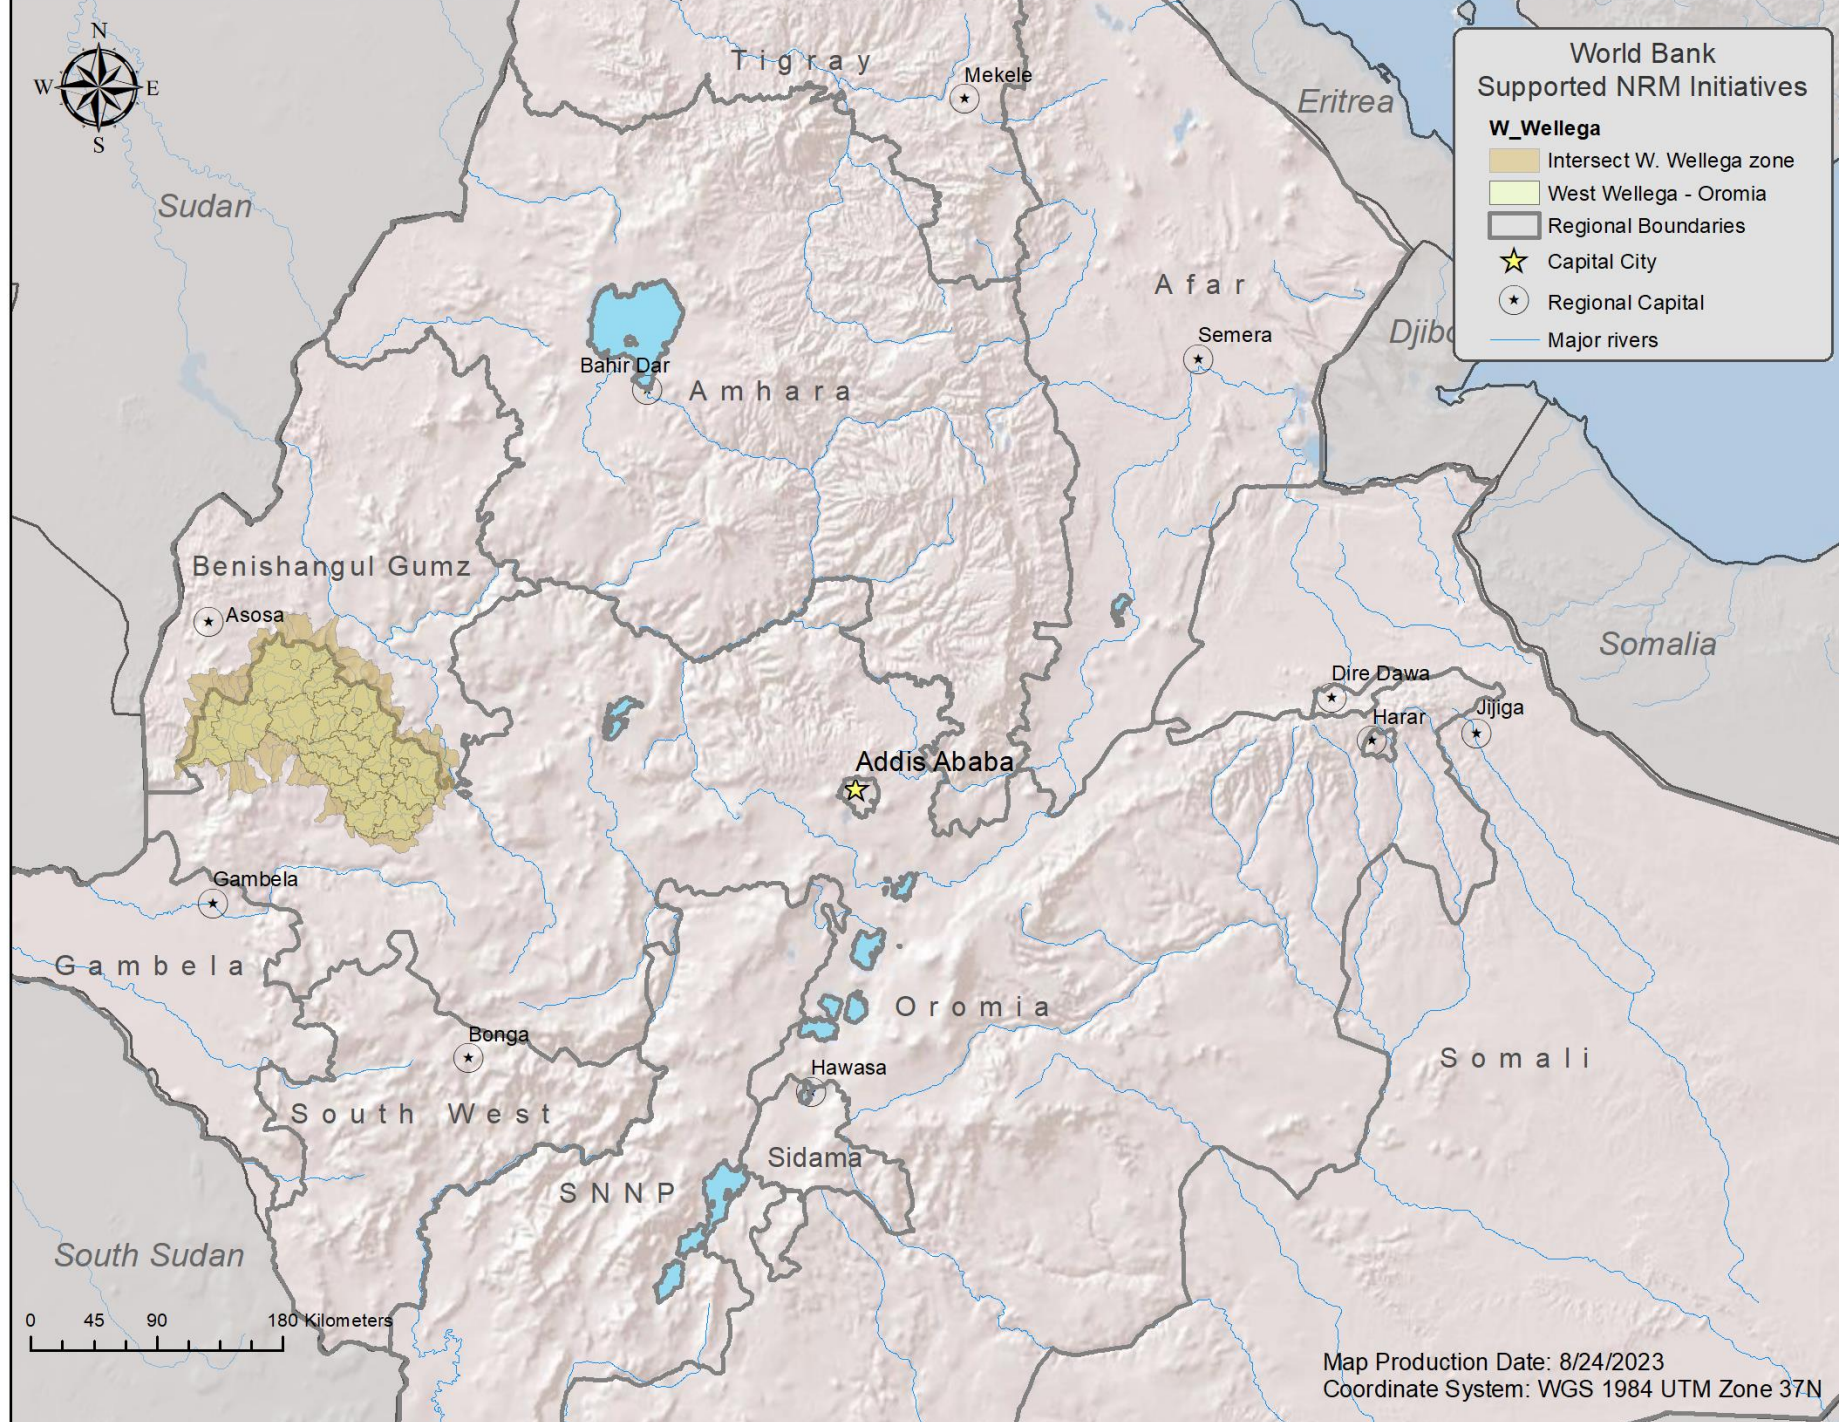 N
W
E
S
World Bank
Supported NRM Initiatives
W_Wellega
Intersect W. Wellega zone
West Wellega - Oromia
Regional Boundaries
Capital City
Regional Capital
Major rivers
Tigray
Mekele
Eritrea
Sudan
Afar
Djibo
Semera
Bahir Dar
Amhara
Benishangul Gumz
Asosa
Somalia
Dire Dawa
Harar
Jijiga
Addis Ababa
Gambela
Gambela
Oromia
Bonga
Hawasa
Somali
South West
Sidama
SNNP
South Sudan
0 45 90 180 Kilometers
Map Production Date: 8/24/2023
Coordinate System: WGS 1984 UTM Zone 37N